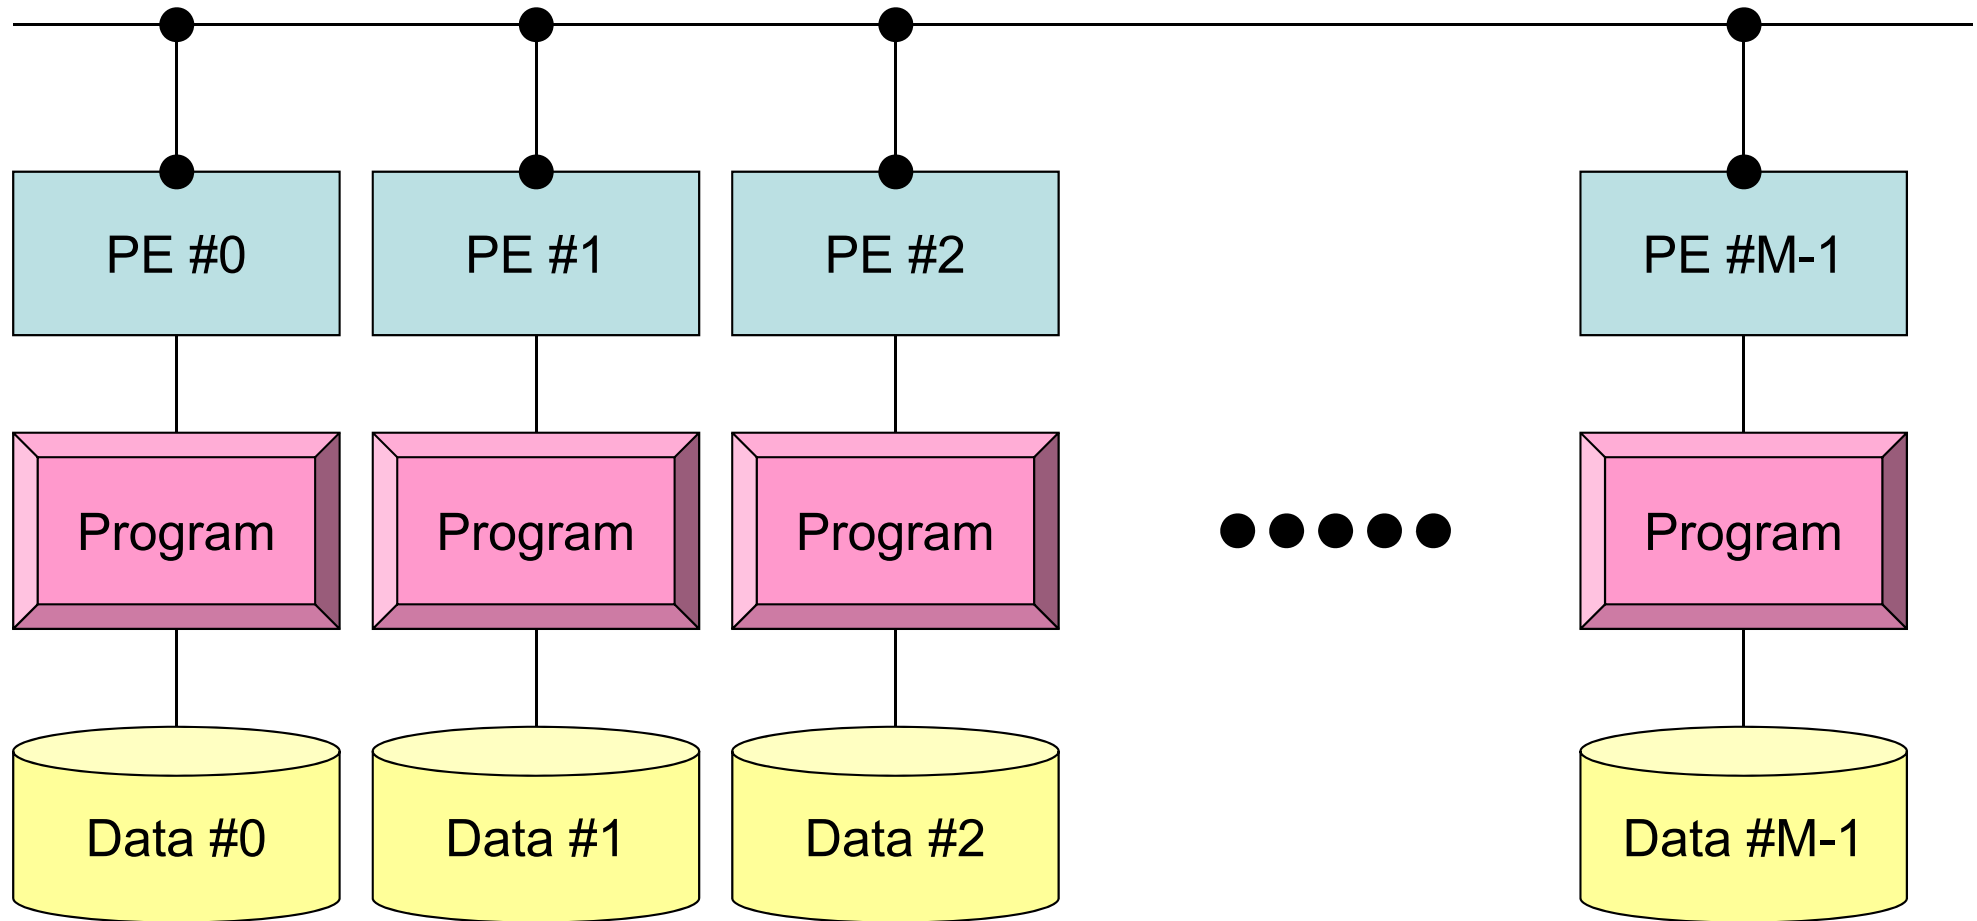 PE #0
PE #1
PE #2
PE #M-1
Program
Program
Program
Program
Data #0
Data #1
Data #2
Data #M-1